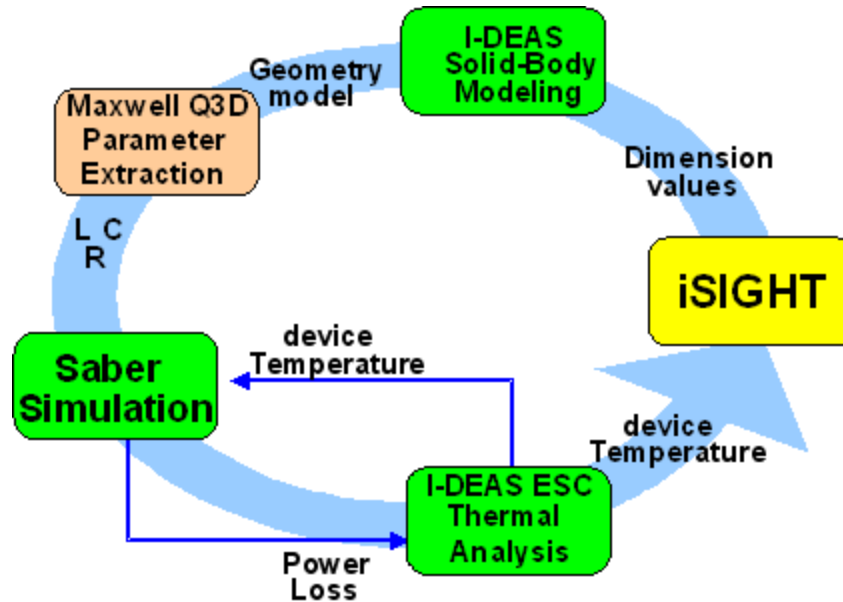 I-DEAS
Solid-Body
Modeling
Geometry
model
Maxwell Q3D
Parameter
Extraction
Dimension
values
L C
R
iSIGHT
device
Temperature
Saber
Simulation
device
Temperature
I-DEAS ESC
Thermal
Analysis
Power
Loss